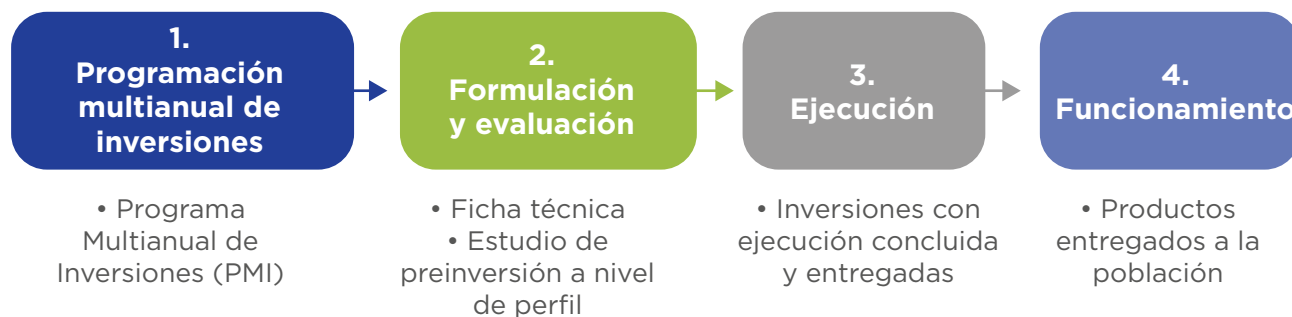 1.
Programación
multianual de
inversiones
2.
Formulación
y evaluación
3.
Ejecución
4.
Funcionamiento
• Programa
Multianual de
Inversiones (PMI)
• Ficha técnica
• Estudio de
preinversión a nivel
de perfil
• Inversiones con
ejecución concluida
y entregadas
• Productos
entregados a la
población